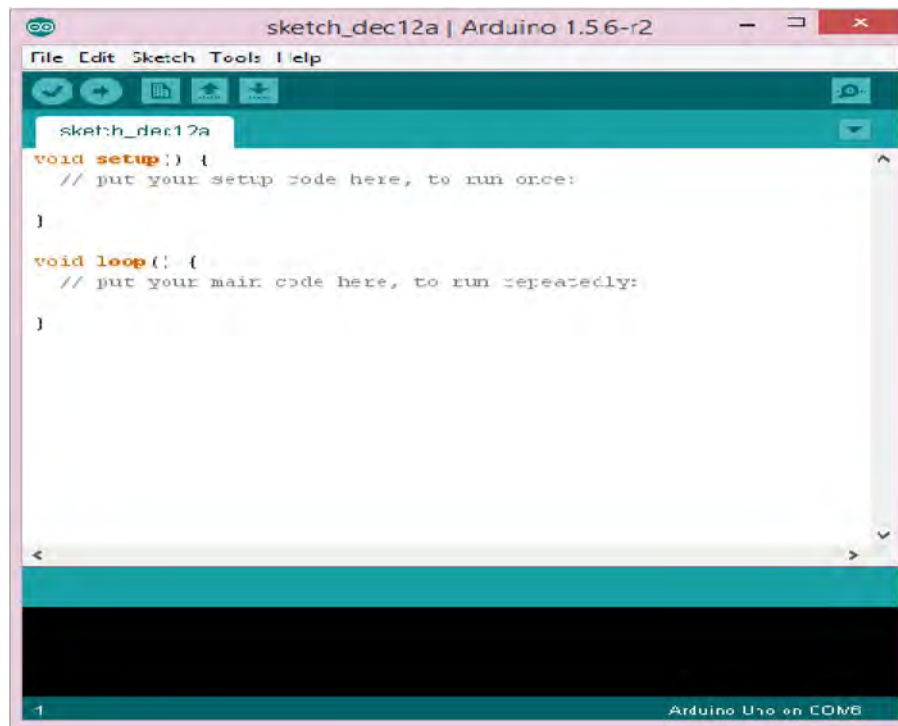 sketch_dec12a | Arduino 1.5.6-r2
File Edit Sketch Tools Help
sketch_dec12a
void setup() {
// put your setup code here, to run once:
}
void loop() {
// put your main code here, to run repeatedly:
}
1
Arduino Uno on COM6